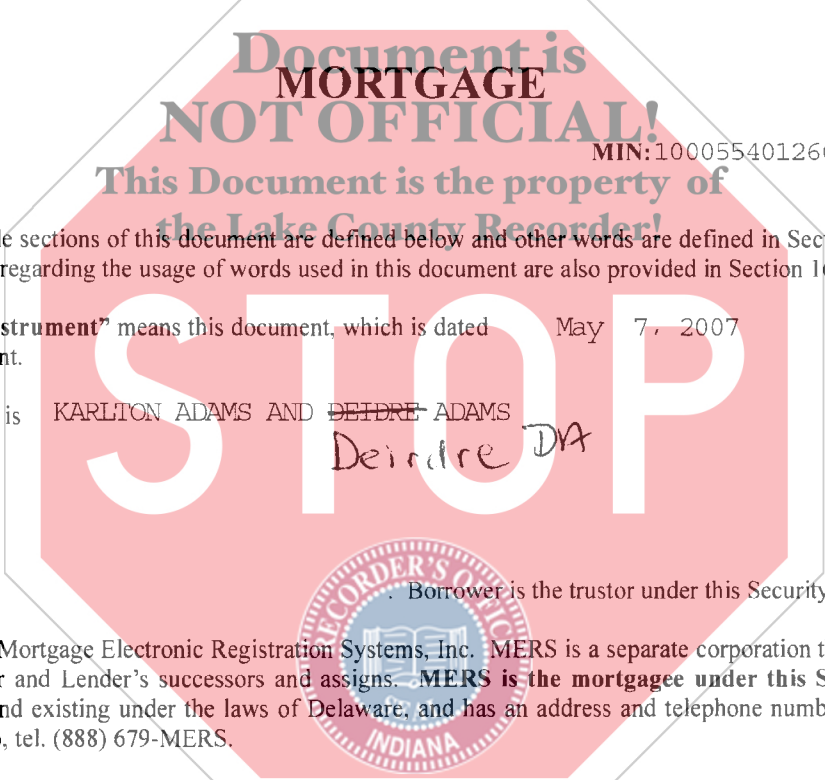 Document is
MORTGAGE
NOT OFFICIAL!
MIN:10005540126
This Document is the property of
the Lake County Recorder!
le sections of this document are defined below and other words are defined in Sec
regarding the usage of words used in this document are also provided in Section 1
strument” means this document, which is dated May 7, 2007
nt.
is KARLTON ADAMS AND DEIDRE ADAMS
Deirdre DA
STOP
RECORDER'S OFFIC
. Borrower is the trustor under this Security
Mortgage Electronic Registration Systems, Inc. MERS is a separate corporation t
r and Lender’s successors and assigns. MERS is the mortgagee under this S
nd existing under the laws of Delaware, and has an address and telephone numb
, tel. (888) 679-MERS.
INDIANA